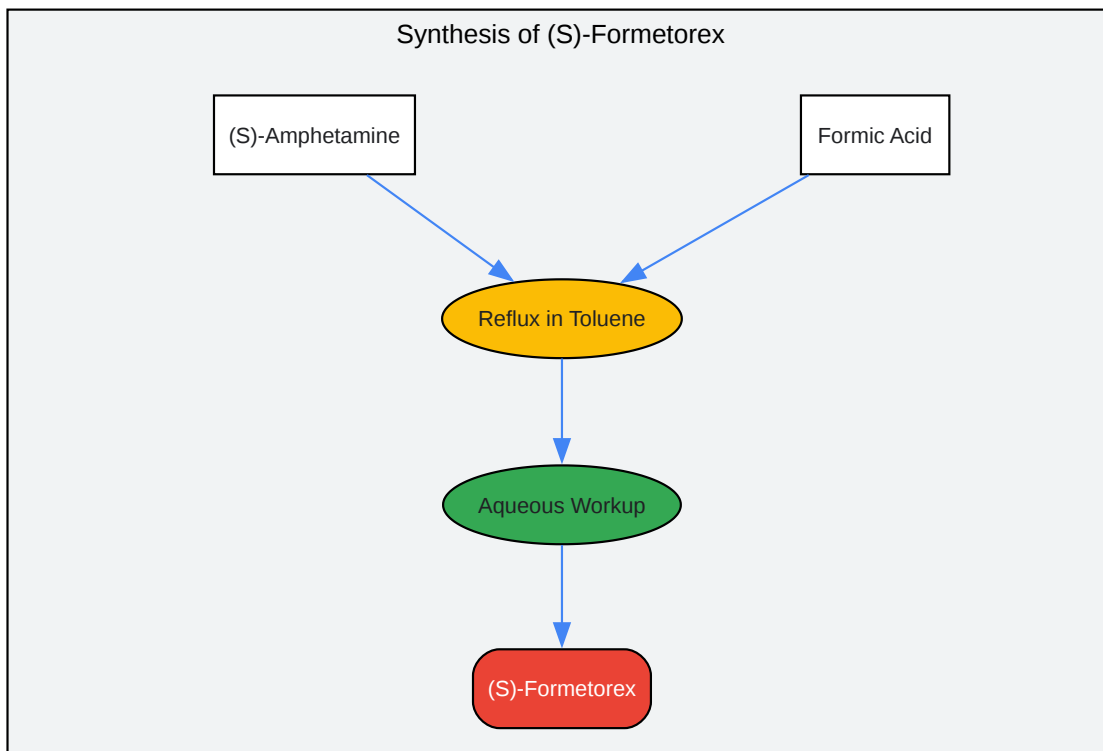 Synthesis of (S)-Formetorex
(S)-Amphetamine
Formic Acid
Reflux in Toluene
Aqueous Workup
(S)-Formetorex